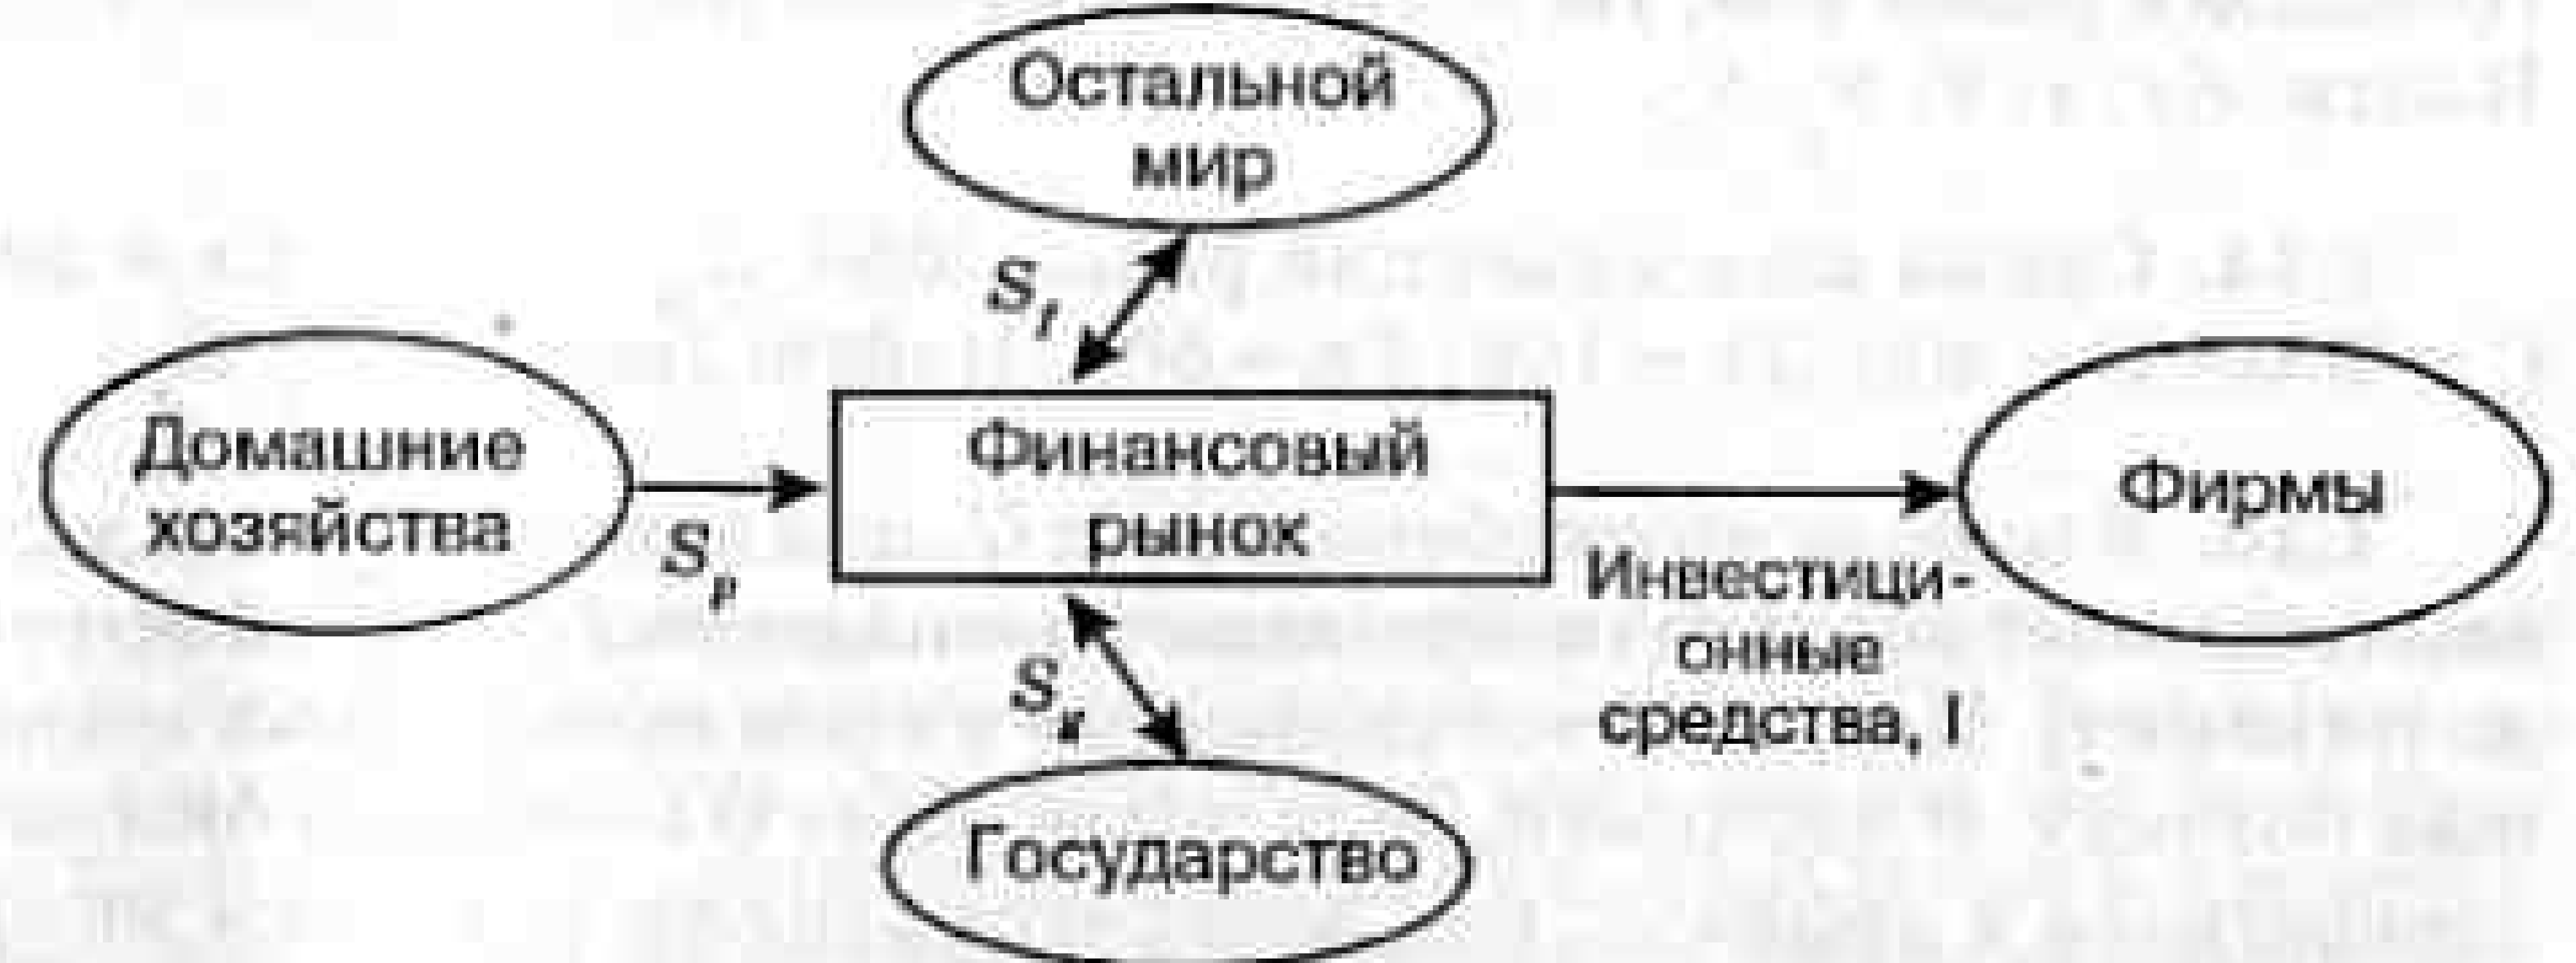 Остальной
мир
S_f
Домашние
хозяйства
S_p
Финансовый
рынок
Фирмы
Инвестици-
онные
средства, I
S_g
Государство